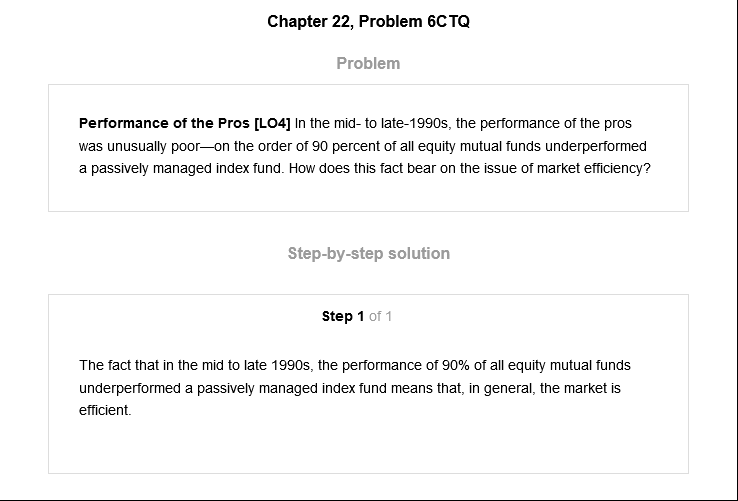 Chapter 22, Problem 6CTQ
Problem
Performance of the Pros [LO4] In the mid- to late-1990s, the performance of the pros
was unusually poor—on the order of 90 percent of all equity mutual funds underperformed
a passively managed index fund. How does this fact bear on the issue of market efficiency?
Step-by-step solution
Step 1 of 1
The fact that in the mid to late 1990s, the performance of 90% of all equity mutual funds
underperformed a passively managed index fund means that, in general, the market is
efficient.